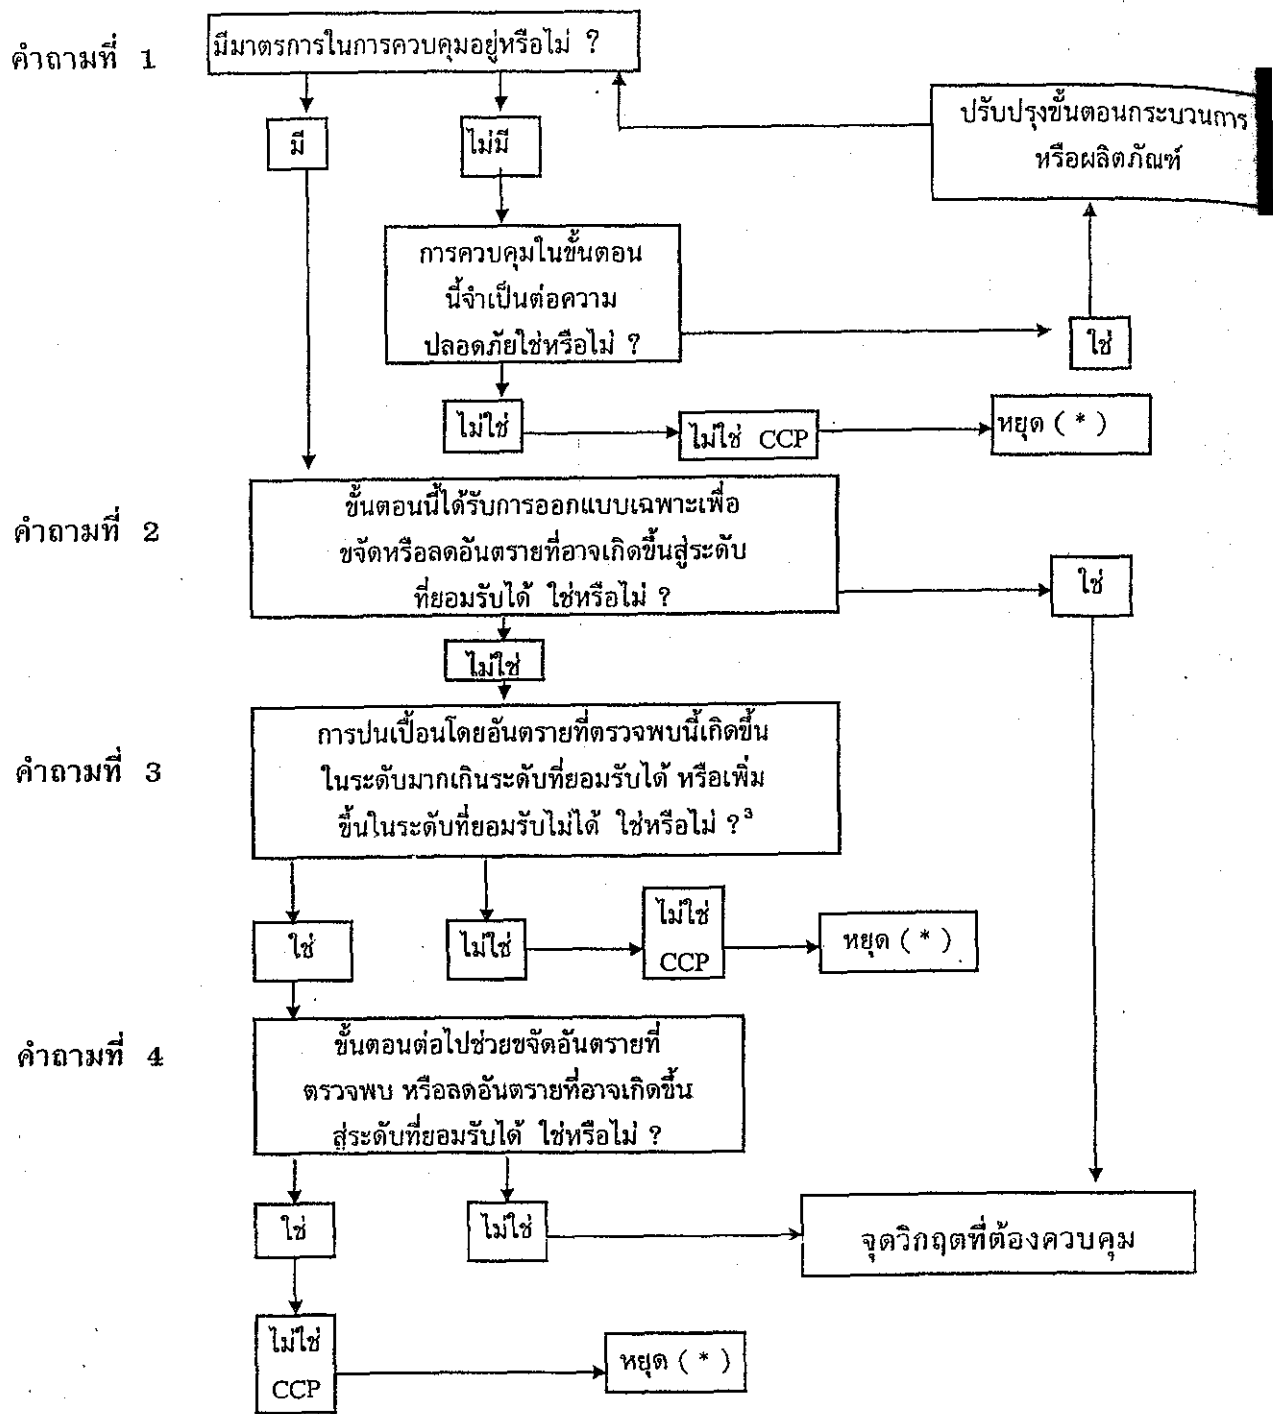 คำถามที่ 1
มีมาตรการในการควบคุมอยู่หรือไม่ ?
ปรับปรุงขั้นตอนกระบวนการ
หรือผลิตภัณฑ์
มี
ไม่มี
การควบคุมในขั้นตอน
นี้จำเป็นต่อความ
ปลอดภัยใช่หรือไม่ ?
ใช่
ไม่ใช่
ไม่ใช่ CCP
หยุด ( * )
คำถามที่ 2
ขั้นตอนนี้ได้รับการออกแบบเฉพาะเพื่อ
ขจัดหรือลดอันตรายที่อาจเกิดขึ้นสู่ระดับ
ที่ยอมรับได้ ใช่หรือไม่ ?
ใช่
ไม่ใช่
คำถามที่ 3
การปนเปื้อนโดยอันตรายที่ตรวจพบนี้เกิดขึ้น
ในระดับมากเกินระดับที่ยอมรับได้ หรือเพิ่ม
ขึ้นในระดับที่ยอมรับไม่ได้ ใช่หรือไม่ ?³
ใช่
ไม่ใช่
ไม่ใช่
CCP
หยุด ( * )
คำถามที่ 4
ขั้นตอนต่อไปช่วยขจัดอันตรายที่
ตรวจพบ หรือลดอันตรายที่อาจเกิดขึ้น
สู่ระดับที่ยอมรับได้ ใช่หรือไม่ ?
ใช่
ไม่ใช่
จุดวิกฤตที่ต้องควบคุม
ไม่ใช่
CCP
หยุด ( * )